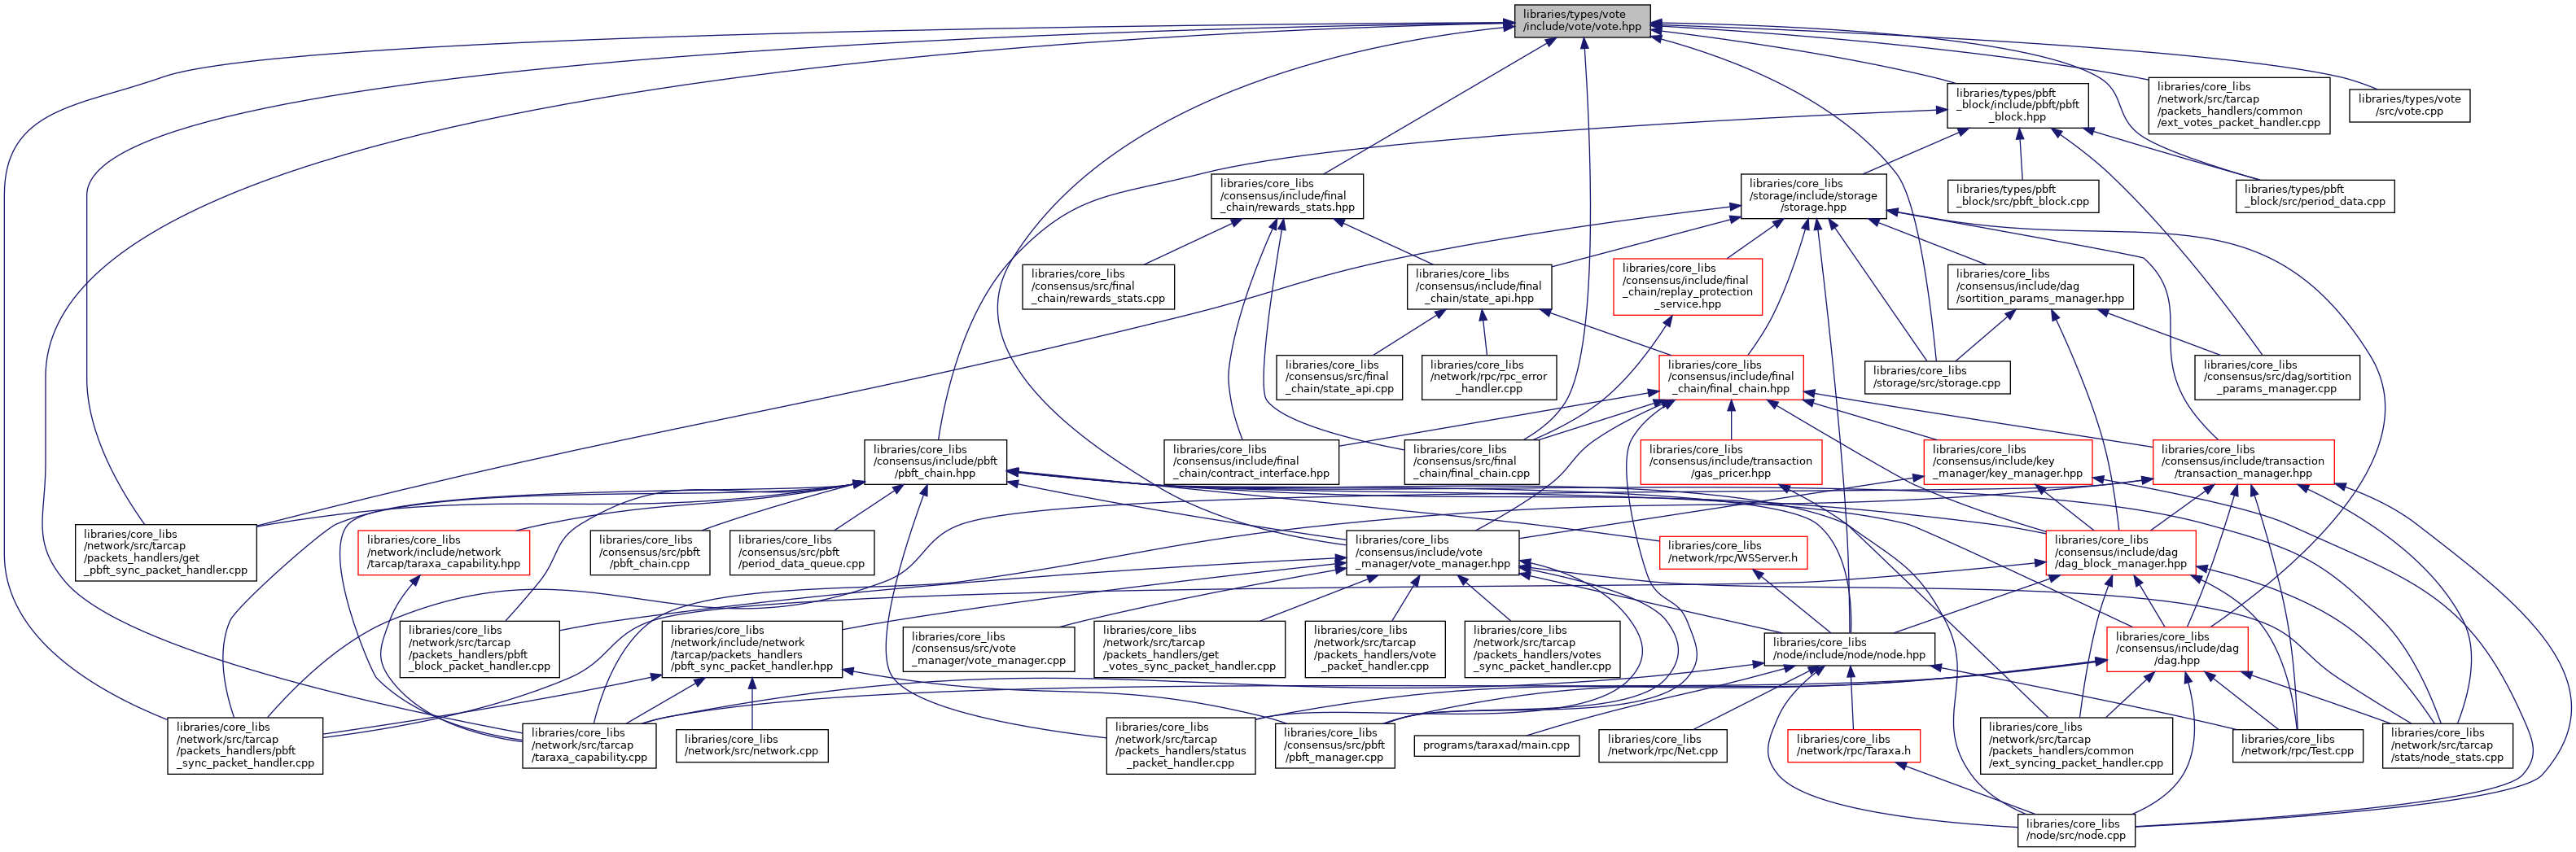 libraries/types/vote
/include/vote/vote.hpp
libraries/types/pbft
_block/include/pbft/pbft
_block.hpp
libraries/core_libs
/network/src/tarcap
/packets_handlers/common
/ext_votes_packet_handler.cpp
libraries/types/vote
/src/vote.cpp
libraries/core_libs
/consensus/include/final
_chain/rewards_stats.hpp
libraries/core_libs
/storage/include/storage
/storage.hpp
libraries/types/pbft
_block/src/pbft_block.cpp
libraries/types/pbft
_block/src/period_data.cpp
libraries/core_libs
/consensus/src/final
_chain/rewards_stats.cpp
libraries/core_libs
/consensus/include/final
_chain/state_api.hpp
libraries/core_libs
/consensus/include/final
_chain/replay_protection
_service.hpp
libraries/core_libs
/consensus/include/dag
/sortition_params_manager.hpp
libraries/core_libs
/consensus/src/final
_chain/state_api.cpp
libraries/core_libs
/network/rpc/rpc_error
_handler.cpp
libraries/core_libs
/consensus/include/final
_chain/final_chain.hpp
libraries/core_libs
/storage/src/storage.cpp
libraries/core_libs
/consensus/src/dag/sortition
_params_manager.cpp
libraries/core_libs
/consensus/include/pbft
/pbft_chain.hpp
libraries/core_libs
/consensus/include/final
_chain/contract_interface.hpp
libraries/core_libs
/consensus/src/final
_chain/final_chain.cpp
libraries/core_libs
/consensus/include/transaction
/gas_pricer.hpp
libraries/core_libs
/consensus/include/key
_manager/key_manager.hpp
libraries/core_libs
/consensus/include/transaction
/transaction_manager.hpp
libraries/core_libs
/network/src/tarcap
/packets_handlers/get
_pbft_sync_packet_handler.cpp
libraries/core_libs
/network/include/network
/tarcap/taraxa_capability.hpp
libraries/core_libs
/consensus/src/pbft
/pbft_chain.cpp
libraries/core_libs
/consensus/src/pbft
/period_data_queue.cpp
libraries/core_libs
/consensus/include/vote
_manager/vote_manager.hpp
libraries/core_libs
/network/rpc/WSServer.h
libraries/core_libs
/consensus/include/dag
/dag_block_manager.hpp
libraries/core_libs
/network/src/tarcap
/packets_handlers/pbft
_block_packet_handler.cpp
libraries/core_libs
/network/include/network
/tarcap/packets_handlers
/pbft_sync_packet_handler.hpp
libraries/core_libs
/consensus/src/vote
_manager/vote_manager.cpp
libraries/core_libs
/network/src/tarcap
/packets_handlers/get
_votes_sync_packet_handler.cpp
libraries/core_libs
/network/src/tarcap
/packets_handlers/vote
_packet_handler.cpp
libraries/core_libs
/network/src/tarcap
/packets_handlers/votes
_sync_packet_handler.cpp
libraries/core_libs
/node/include/node/node.hpp
libraries/core_libs
/consensus/include/dag
/dag.hpp
libraries/core_libs
/network/src/tarcap
/packets_handlers/pbft
_sync_packet_handler.cpp
libraries/core_libs
/network/src/tarcap
/taraxa_capability.cpp
libraries/core_libs
/network/src/network.cpp
libraries/core_libs
/network/src/tarcap
/packets_handlers/status
_packet_handler.cpp
libraries/core_libs
/consensus/src/pbft
/pbft_manager.cpp
programs/taraxad/main.cpp
libraries/core_libs
/network/rpc/Net.cpp
libraries/core_libs
/network/rpc/Taraxa.h
libraries/core_libs
/network/src/tarcap
/packets_handlers/common
/ext_syncing_packet_handler.cpp
libraries/core_libs
/network/rpc/Test.cpp
libraries/core_libs
/network/src/tarcap
/stats/node_stats.cpp
libraries/core_libs
/node/src/node.cpp